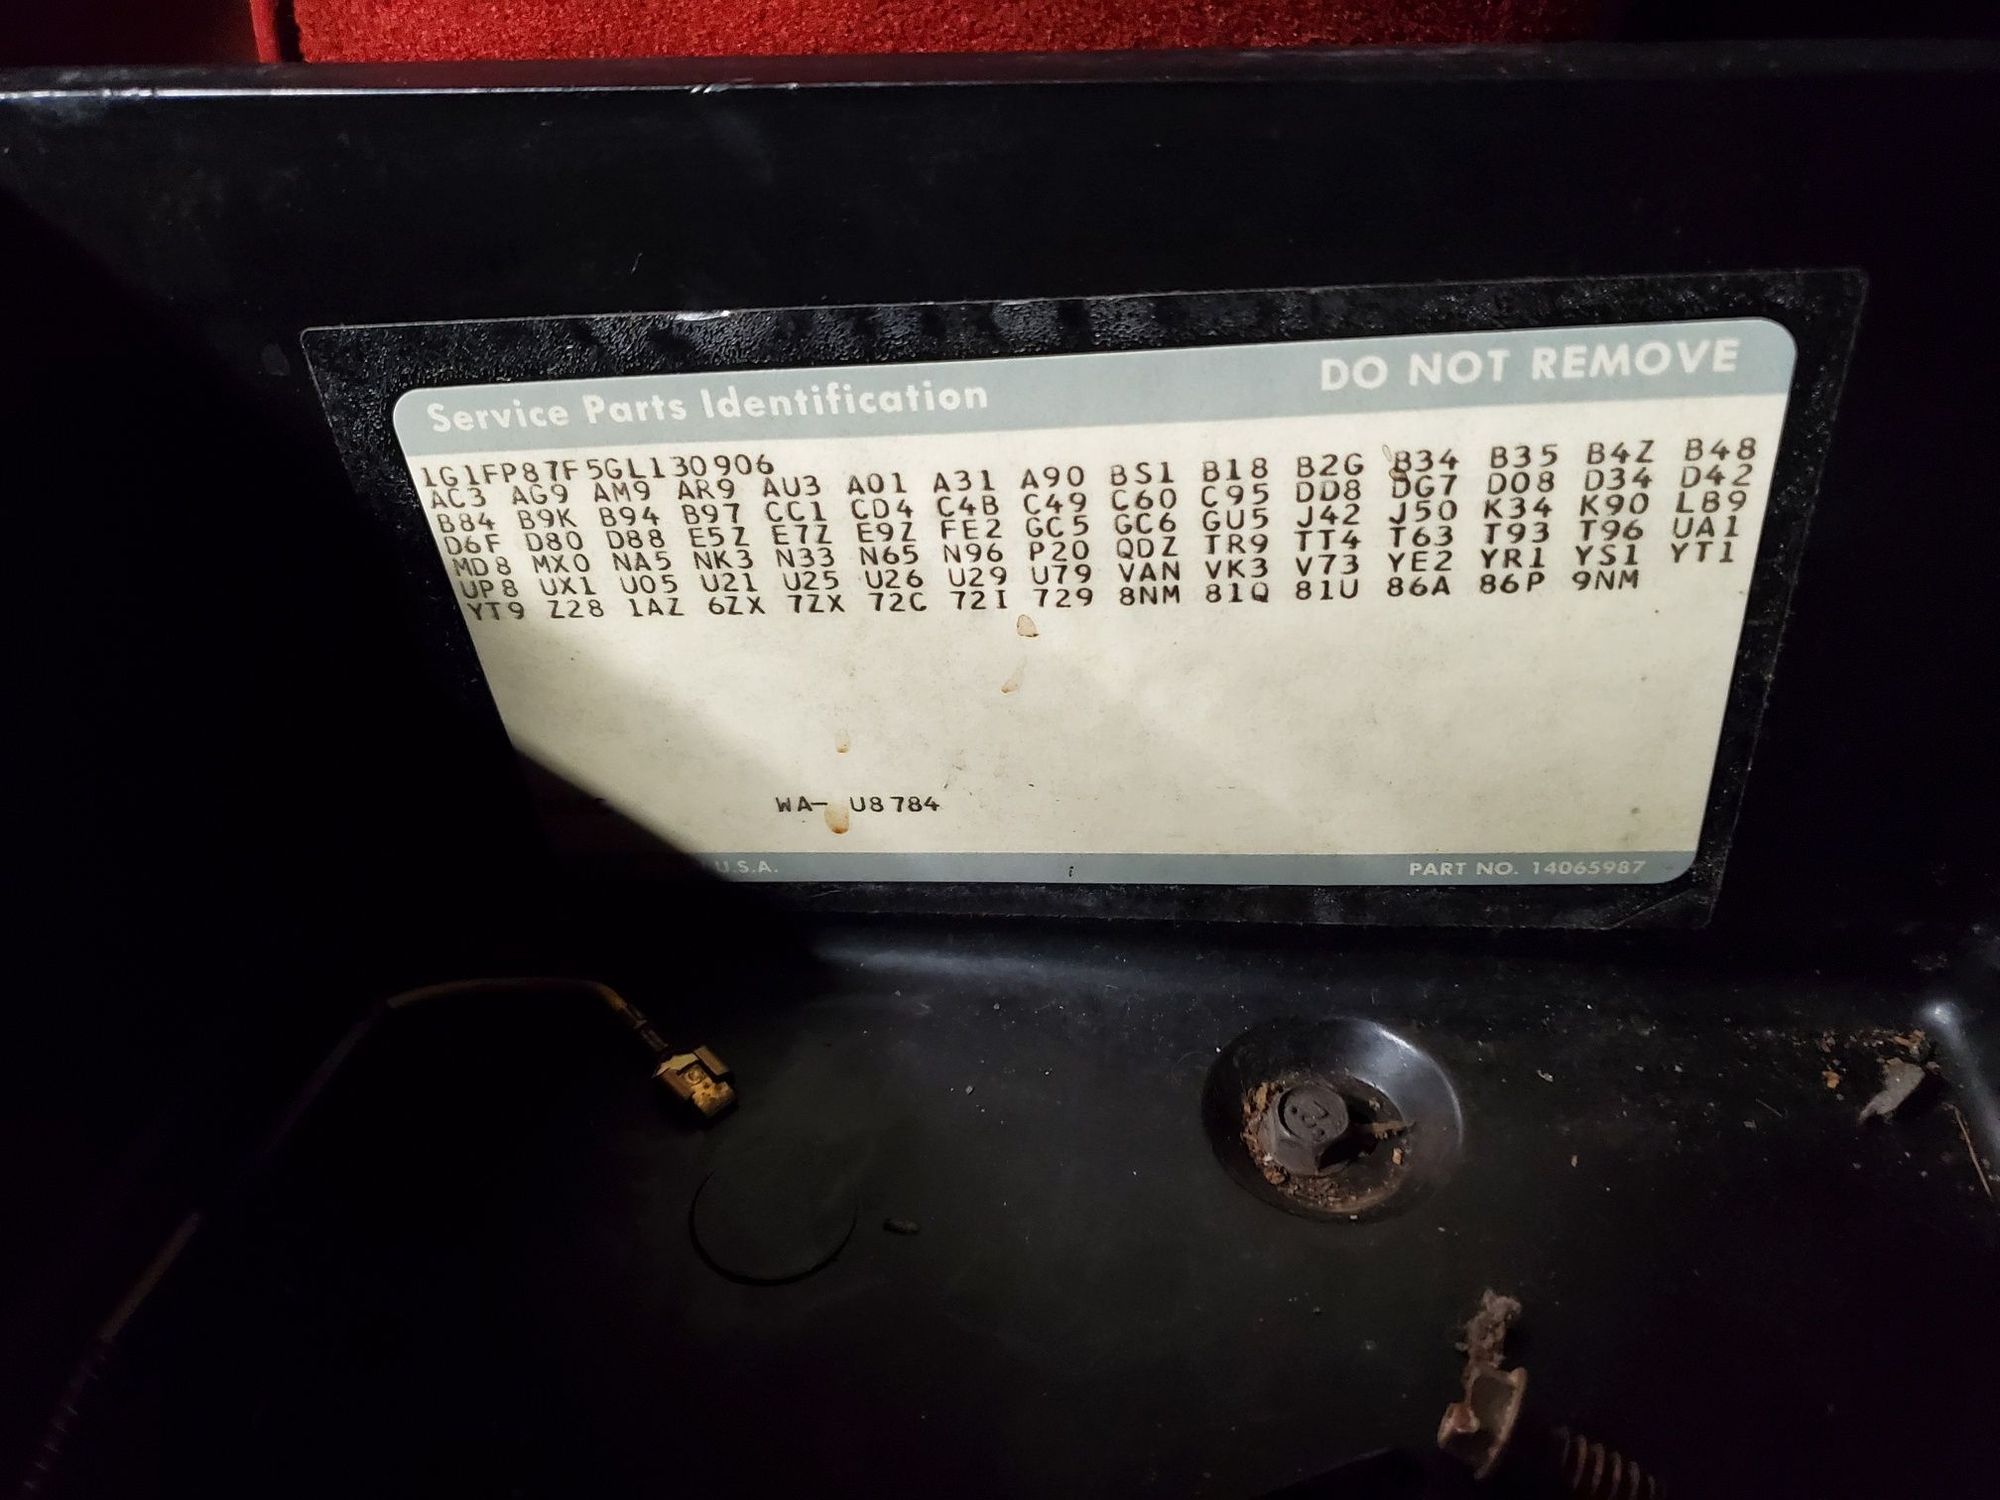 Service Parts Identification DO NOT REMOVE
1G1FP87F5GL130906
AC3 AG9 AM9 AR9 AU3 A01 A31 A90 BS1 B18 B2G B34 B35 B4Z B48
B84 B9K B94 B97 CC1 CD4 C4B C49 C60 C95 DD8 DG7 D08 D34 D42
D6F D80 D88 E5Z E7Z E9Z FE2 GC5 GC6 GU5 J42 J50 K34 K90 LB9
MD8 MX0 NA5 NK3 N33 N65 N96 P20 QDZ TR9 TT4 T63 T93 T96 UA1
UP8 UX1 U05 U21 U25 U26 U29 U79 VAN VK3 V73 YE2 YR1 YS1 YT1
YT9 Z28 1AZ 6ZX 7ZX 72C 72I 729 8NM 81Q 81U 86A 86P 9NM
WA- U8784
U.S.A. PART NO. 14065987